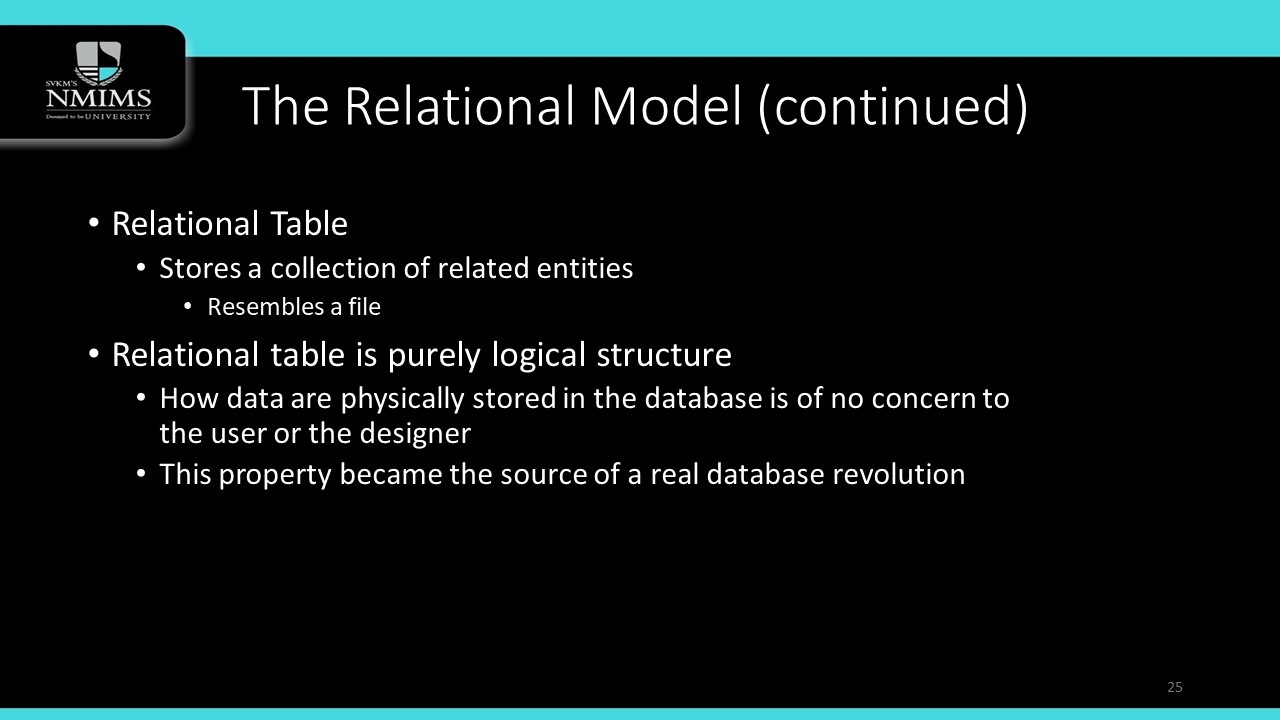 SVKM'S
NMIMS
Deemed to be UNIVERSITY
The Relational Model (continued)
• Relational Table
• Stores a collection of related entities
• Resembles a file
• Relational table is purely logical structure
• How data are physically stored in the database is of no concern to
the user or the designer
• This property became the source of a real database revolution
25